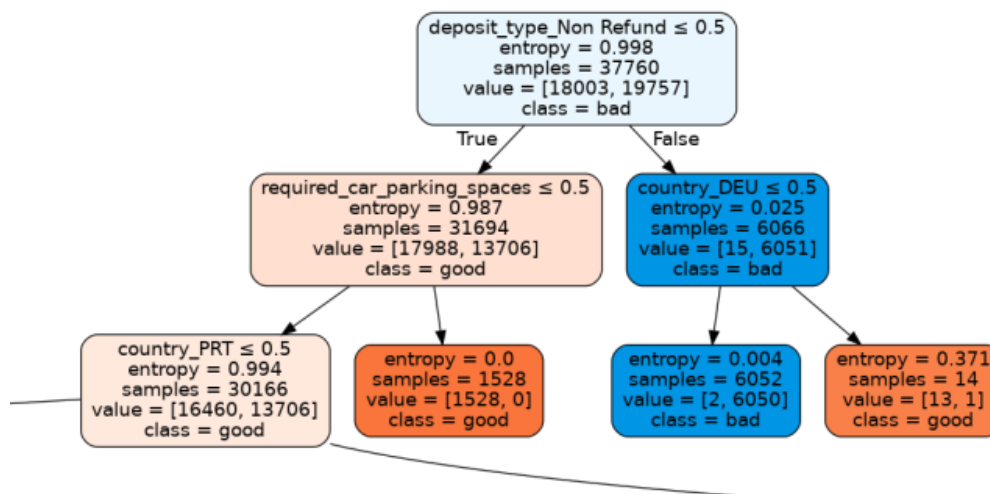 deposit_type_Non Refund ≤ 0.5
entropy = 0.998
samples = 37760
value = [18003, 19757]
class = bad
True
False
required_car_parking_spaces ≤ 0.5
entropy = 0.987
samples = 31694
value = [17988, 13706]
class = good
country_DEU ≤ 0.5
entropy = 0.025
samples = 6066
value = [15, 6051]
class = bad
country_PRT ≤ 0.5
entropy = 0.994
samples = 30166
value = [16460, 13706]
class = good
entropy = 0.0
samples = 1528
value = [1528, 0]
class = good
entropy = 0.004
samples = 6052
value = [2, 6050]
class = bad
entropy = 0.371
samples = 14
value = [13, 1]
class = good